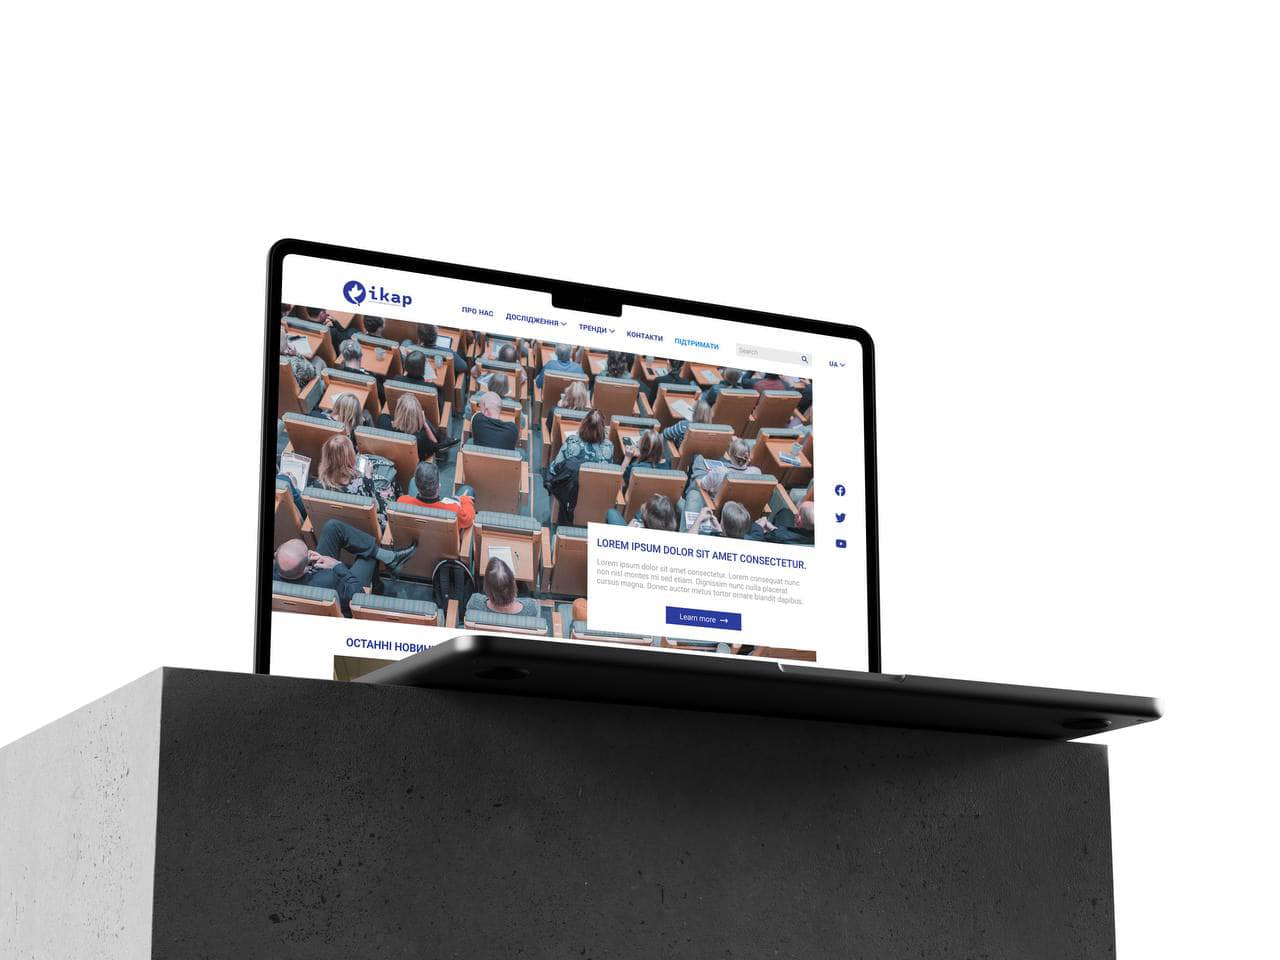 ikap
ПРО НАС
ДОСЛІДЖЕННЯ
ТРЕНДИ
КОНТАКТИ
ПІДТРИМАТИ
Search
UA
LOREM IPSUM DOLOR SIT AMET CONSECTETUR.
Lorem ipsum dolor sit amet consectetur. Lorem consequat nunc
non nisl montes mi sed etiam. Dignissim nunc nulla placerat
cursus magna. Donec auctor metus tortor ornare blandit dapibus.
Learn more →
ОСТАННІ НОВИН